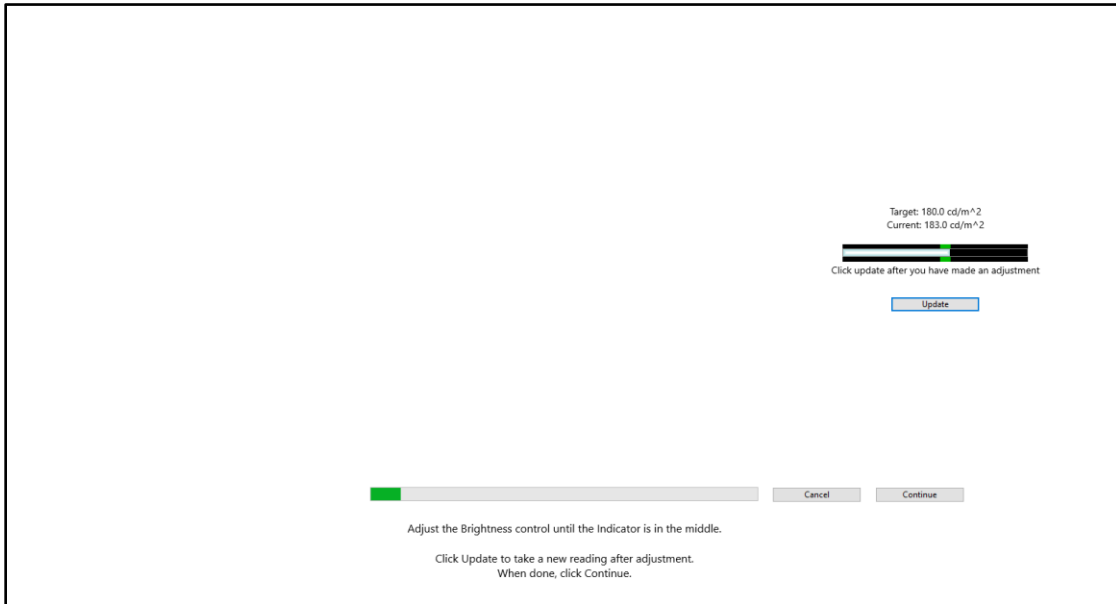 Target: 180.0 cd/m^2
Current: 183.0 cd/m^2
Click update after you have made an adjustment
Update
Cancel
Continue
Adjust the Brightness control until the Indicator is in the middle.
Click Update to take a new reading after adjustment.
When done, click Continue.